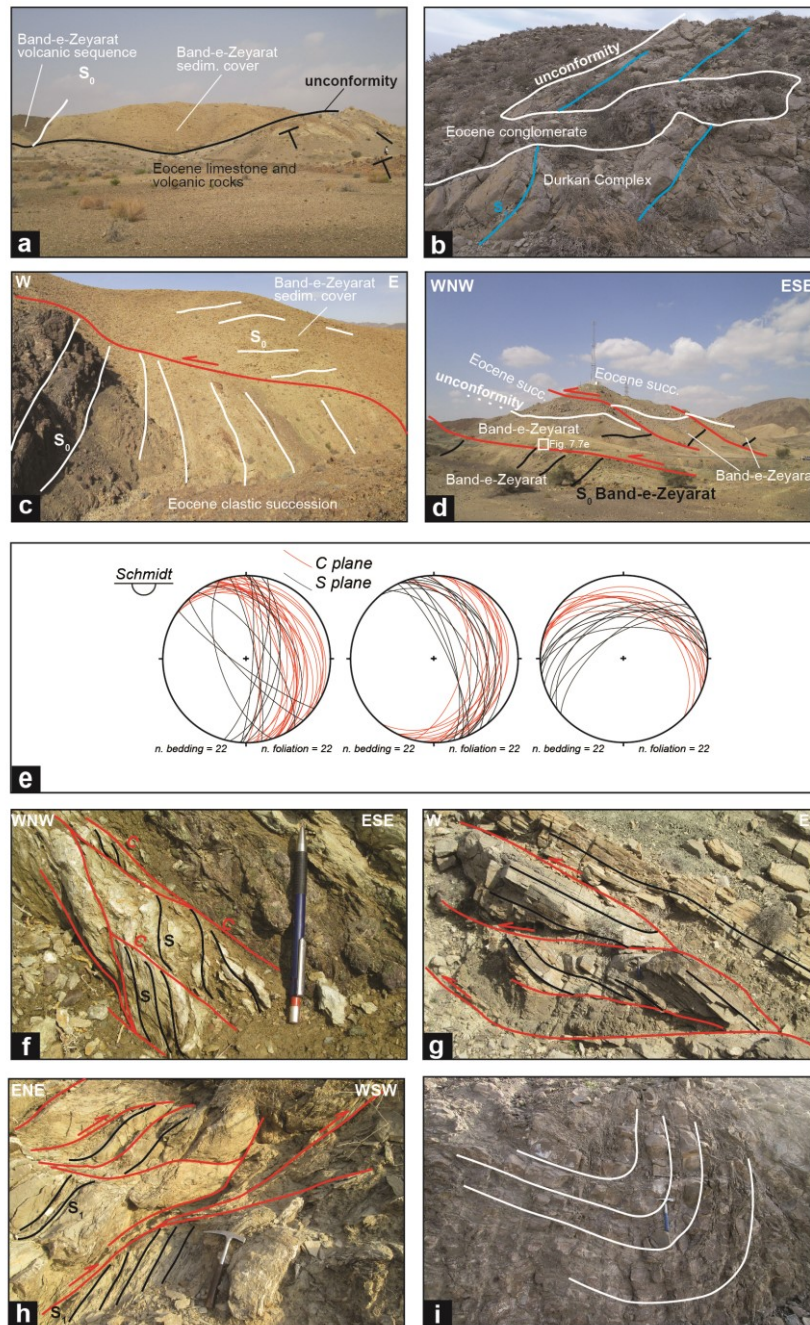 Band-e-Zeyarat
volcanic sequence
S0
Band-e-Zeyarat
sedim. cover
unconformity
Eocene limestone and
volcanic rocks
a
unconformity
Eocene conglomerate
Durkan Complex
S
b
W
E
Band-e-Zeyarat
sedim. cover
S0
S0
Eocene clastic succession
c
WNW
ESE
Eocene succ.
Eocene succ.
unconformity
Band-e-Zeyarat
Fig. 7.7e
Band-e-Zeyarat
Band-e-Zeyarat
S0 Band-e-Zeyarat
d
Schmidt
C plane
S plane
n. bedding = 22
n. foliation = 22
n. bedding = 22
n. foliation = 22
n. bedding = 22
n. foliation = 22
e
WNW
ESE
C
C
S
C
S
f
W
E
g
ENE
WSW
S1
S1
h
i